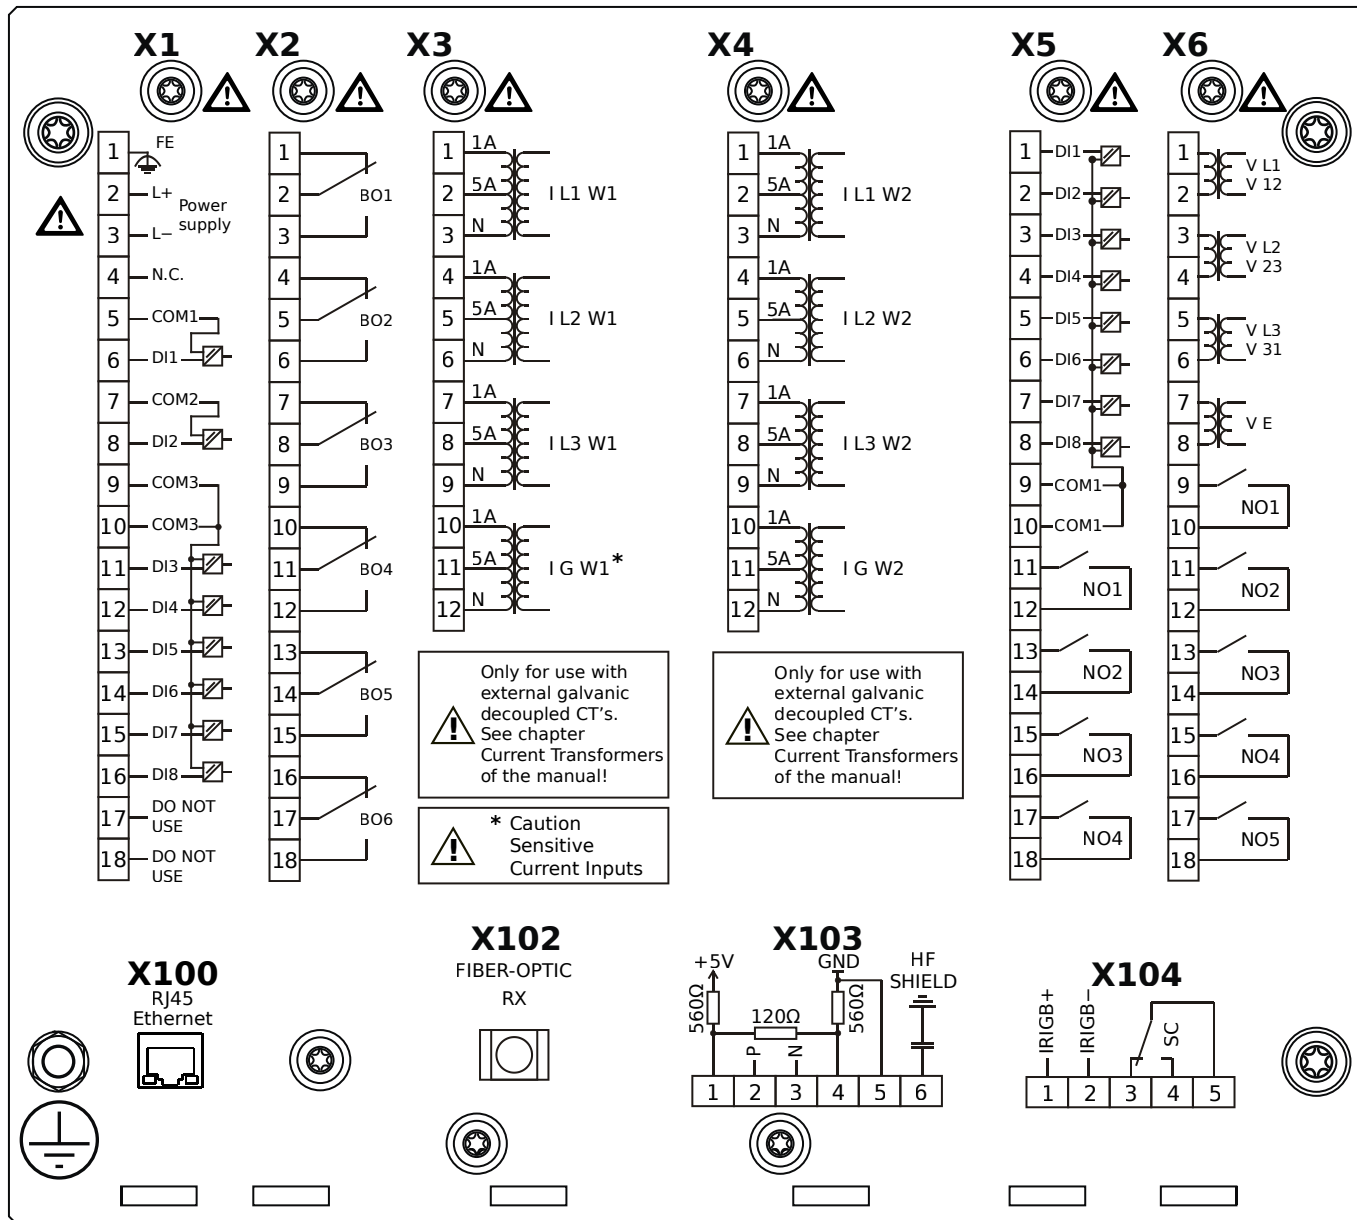 X1
X2
X3
X4
X5
X6
1 FE
2 L+ Power
supply
3 L−
4 N.C.
5 COM1
6 DI1
7 COM2
8 DI2
9 COM3
10 COM3
11 DI3
12 DI4
13 DI5
14 DI6
15 DI7
16 DI8
17 DO NOT
USE
18 DO NOT
USE
1
2 BO1
3
4
5 BO2
6
7
8 BO3
9
10
11 BO4
12
13
14 BO5
15
16
17 BO6
18
1 1A
2 5A I L1 W1
3 N
4 1A
5 5A I L2 W1
6 N
7 1A
8 5A I L3 W1
9 N
10 1A
11 5A I G W1*
12 N
Only for use with
external galvanic
decoupled CT's.
See chapter
Current Transformers
of the manual!
* Caution
Sensitive
Current Inputs
1 1A
2 5A I L1 W2
3 N
4 1A
5 5A I L2 W2
6 N
7 1A
8 5A I L3 W2
9 N
10 1A
11 5A I G W2
12 N
Only for use with
external galvanic
decoupled CT's.
See chapter
Current Transformers
of the manual!
1 DI1
2 DI2
3 DI3
4 DI4
5 DI5
6 DI6
7 DI7
8 DI8
9 COM1
10 COM1
11
NO1
12
13
NO2
14
15
NO3
16
17
NO4
18
1 V L1
2 V 12
3 V L2
4 V 23
5 V L3
6 V 31
7
V E
8
9
NO1
10
11
NO2
12
13
NO3
14
15
NO4
16
17
NO5
18
X100
RJ45
Ethernet
X102
FIBER-OPTIC
RX
X103
+5V
GND
HF
SHIELD
560Ω
120Ω
560Ω
P
N
1 2 3 4 5 6
X104
IRIGB+
IRIGB−
SC
1 2 3 4 5